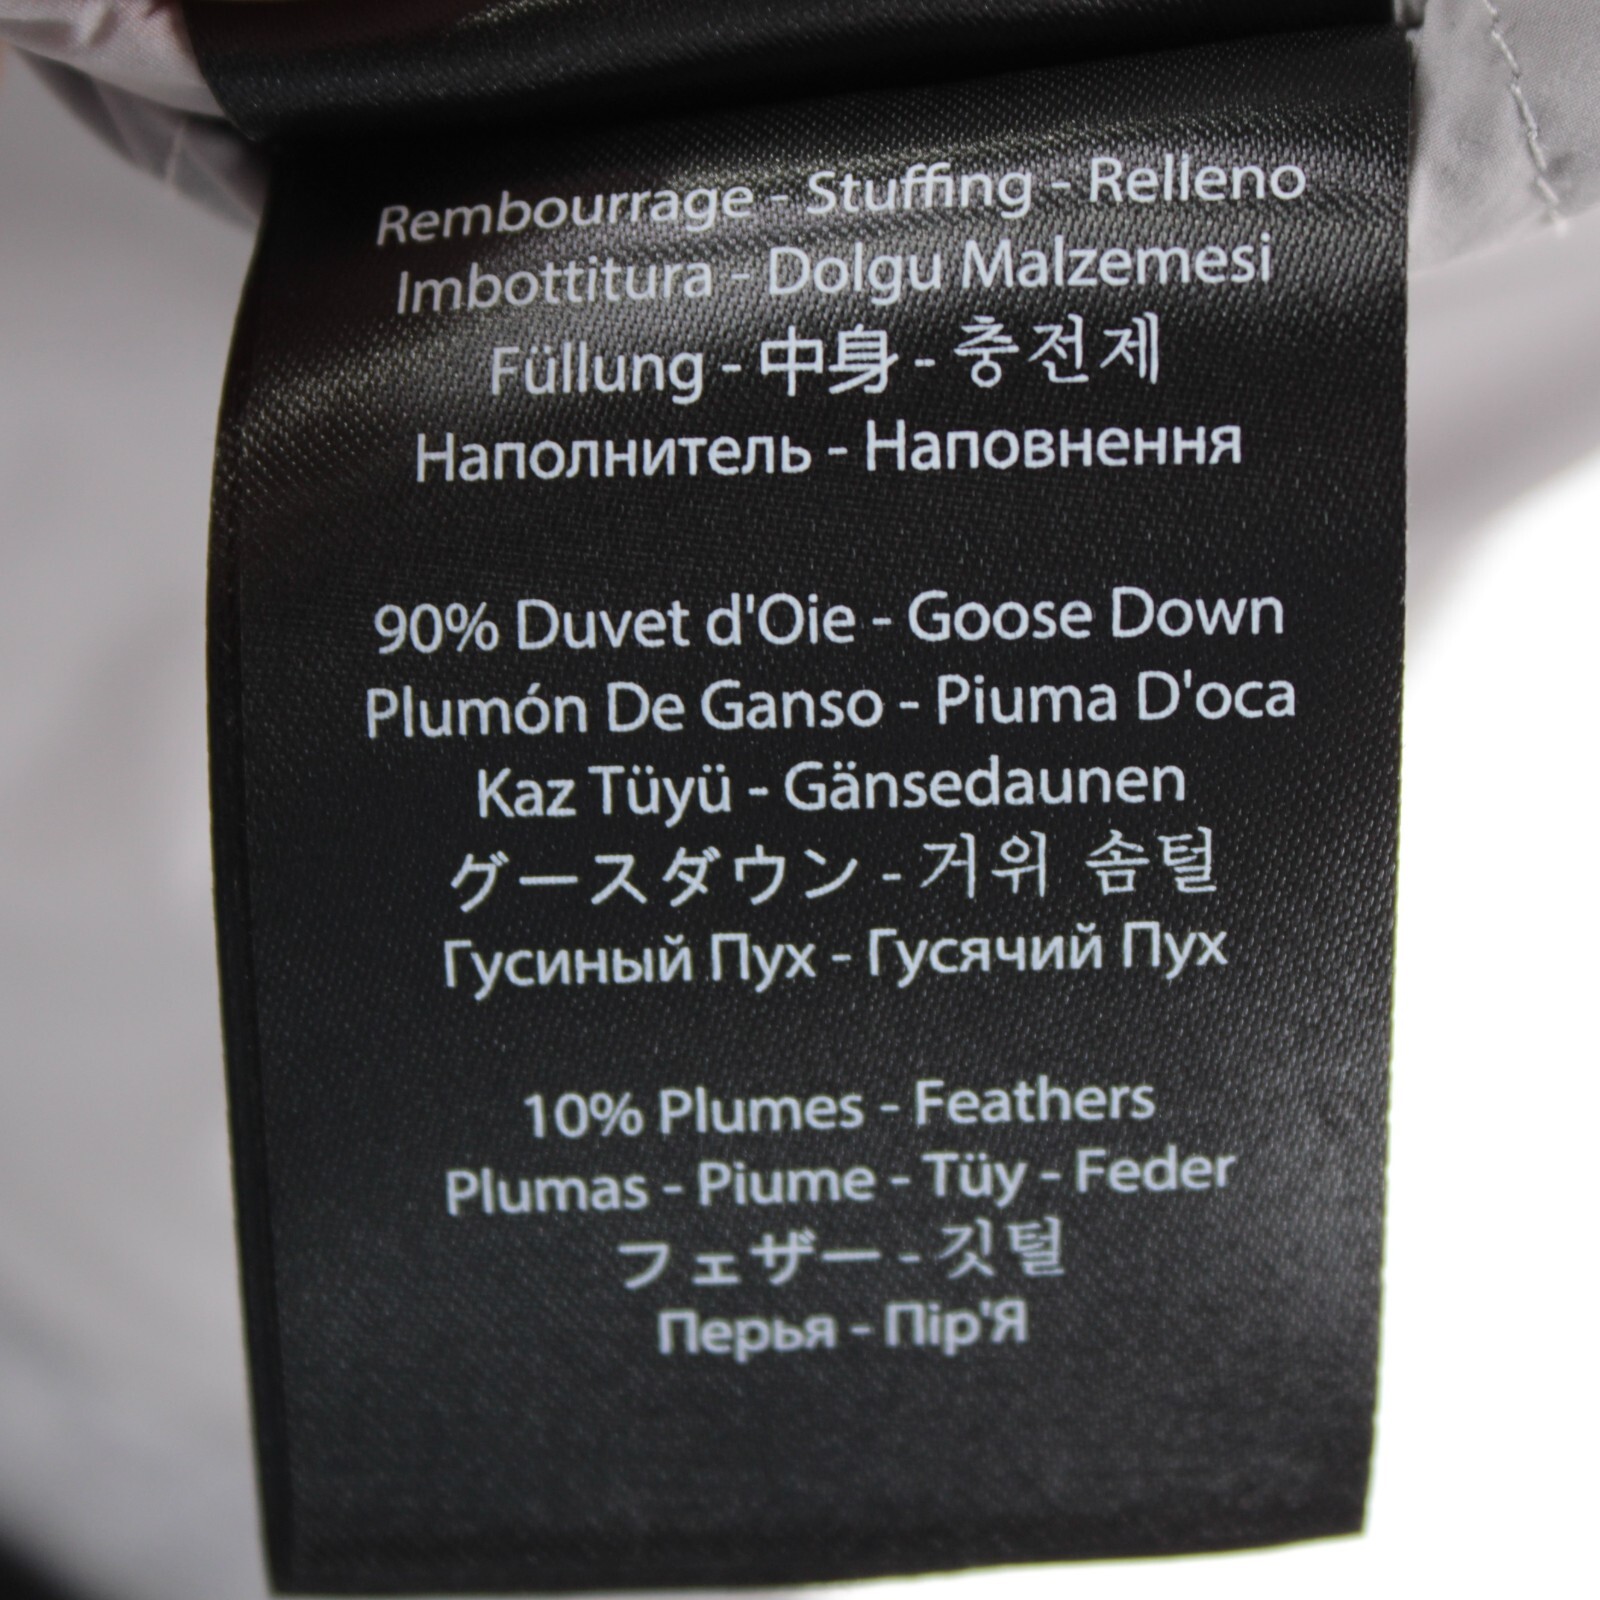 Rembourrage - Stuffing - Relleno
Imbottitura - Dolgu Malzemesi
Füllung - 中身 - 충전제
Наполнитель - Наповнення
90% Duvet d'Oie - Goose Down
Plumón De Ganso - Piuma D'oca
Kaz Tüyü - Gänsedaunen
グースダウン - 거위 솜털
Гусиный Пух - Гусячий Пух
10% Plumes - Feathers
Plumas - Piume - Tüy - Feder
フェザー - 깃털
Перья - Пір'Я